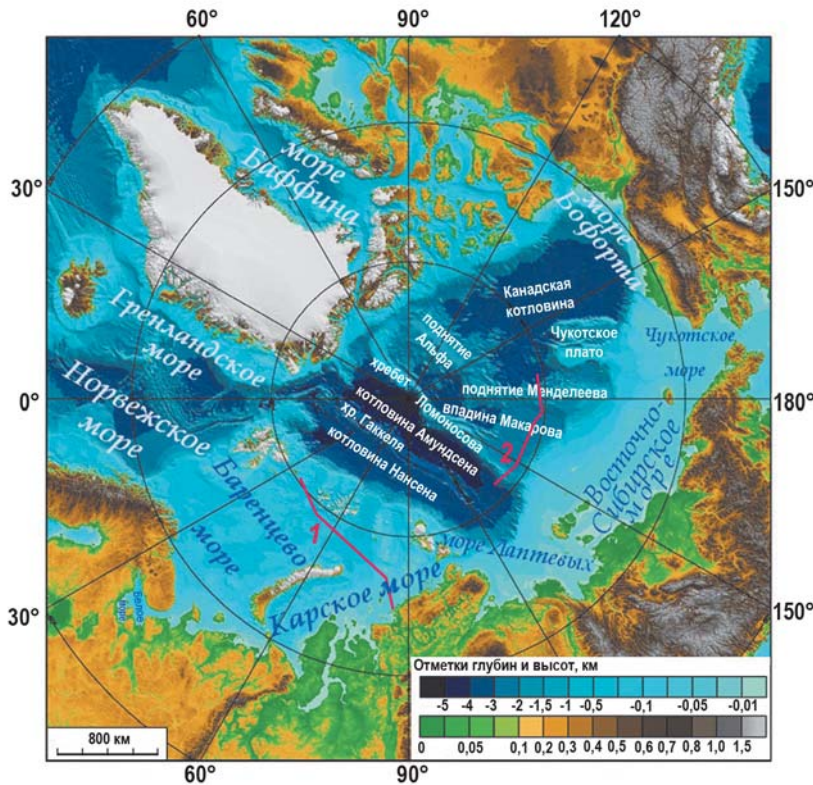 60°
90°
120°
30°
150°
море
Баффина
море
Бофорта
Канадская
котловина
Чукотское
плато
Чукотское
море
поднятие
Альфа
Гренландское
море
Норвежское
море
0°
180°
хребет
Ломоносова
поднятие Менделеева
впадина Макарова
котловина Амундсена
хр. Гаккеля
котловина Нансена
2
Восточно-
Сибирское
море
Баренцево
море
1
море Лаптевых
Карское море
Белое
море
30°
150°
Отметки глубин и высот, км
-5 -4 -3 -2 -1,5 -1 -0,5 -0,1 -0,05 -0,01
0 0,05 0,1 0,2 0,3 0,4 0,5 0,6 0,7 0,8 1,0 1,5
800 км
60°
90°
120°